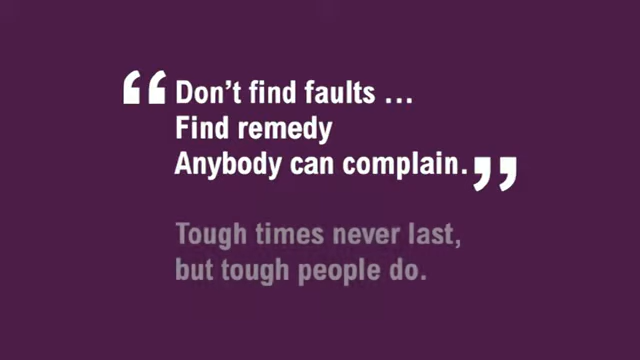 “Don’t find faults ...
Find remedy
Anybody can complain.”
Tough times never last,
but tough people do.